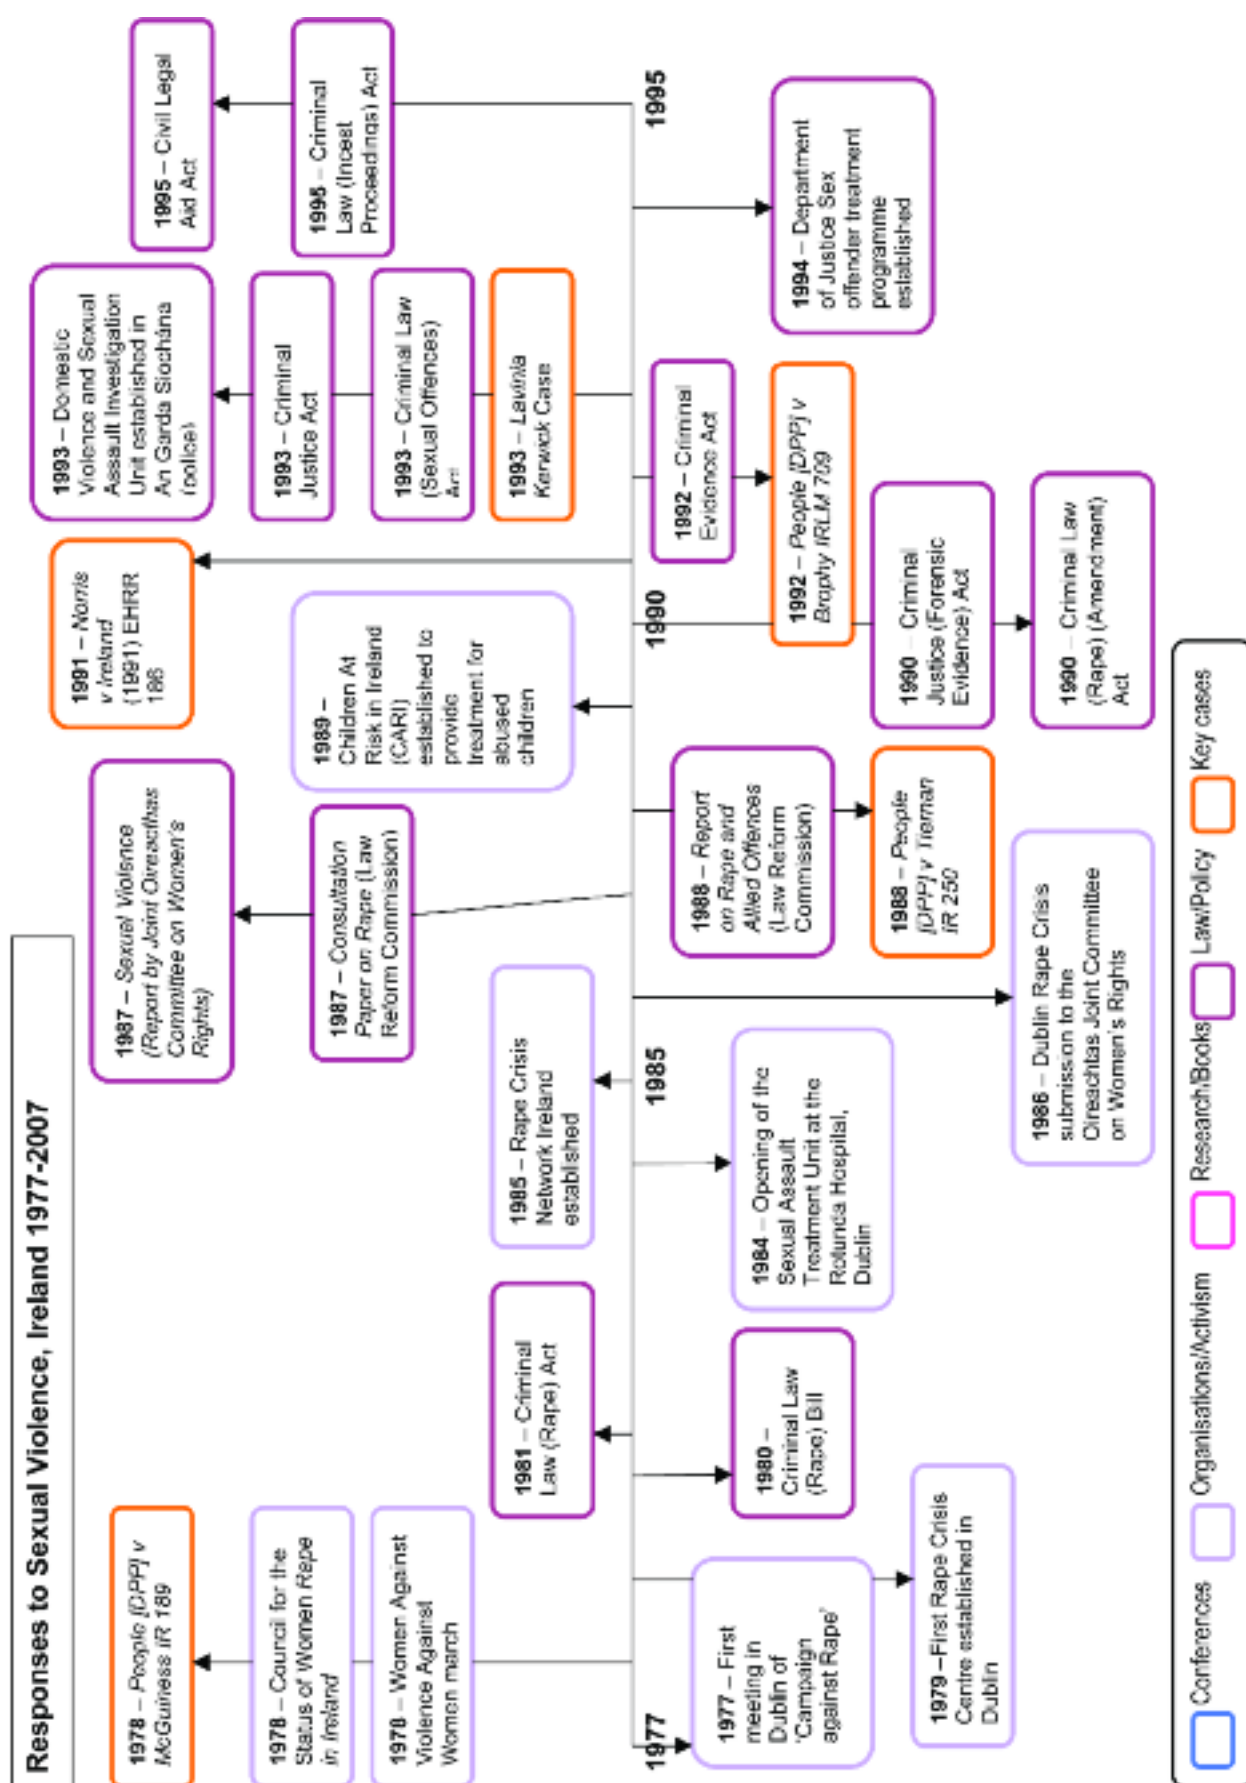 Responses to Sexual Violence, Ireland 1977-2007
1978 – People [DPP] v
McGuiness IR 189
1978 – Council for the
Status of Women Rape
in Ireland
1978 – Women Against
Violence Against
Women march
1981 – Criminal
Law (Rape) Act
1985 – Rape Crisis
Network Ireland
established
1987 – Sexual Violence
(Report by Joint Oireadhas
Committee on Women's
Rights)
1987 – Consultation
Paper on Rape (Law
Reform Commission)
1989 –
Children At
Risk in Ireland
(CARI)
established to
provide
treatment for
abused
children
1991 – Norris
v Ireland
(1991) EHRR
186
1993 – Domestic
Violence and Sexual
Assault Investigation
Unit established in
An Garda Siochána
(police)
1993 – Criminal
Justice Act
1993 – Criminal Law
(Sexual Offences)
Act
1993 – Lavinia
Kerwick Case
1995 – Civil Legal
Aid Act
1995 – Criminal
Law (Incest
Proceedings) Act
1977
1985
1990
1995
1977 – First
meeting in
Dublin of
'Campaign
against Rape'
1979 –First Rape Crisis
Centre established in
Dublin
1980 –
Criminal Law
(Rape) Bill
1984 – Opening of the
Sexual Assault
Treatment Unit at the
Rotunda Hospital,
Dublin
1986 – Dublin Rape Crisis
submission to the
Oireachtas Joint Committee
on Women's Rights
1988 – Report
on Rape and
Allied Offences
(Law Reform
Commission)
1988 – People
[DPP] v Tiernan
IR 250
1990 – Criminal
Justice (Forensic
Evidence) Act
1990 – Criminal Law
(Rape) (Amendment)
Act
1992 – Criminal
Evidence Act
1992 – People [DPP] v
Brophy IRLM 709
1994 – Department
of Justice Sex
offender treatment
programme
established
Conferences
Organisations/Activism
Research/Books
Law/Policy
Key cases